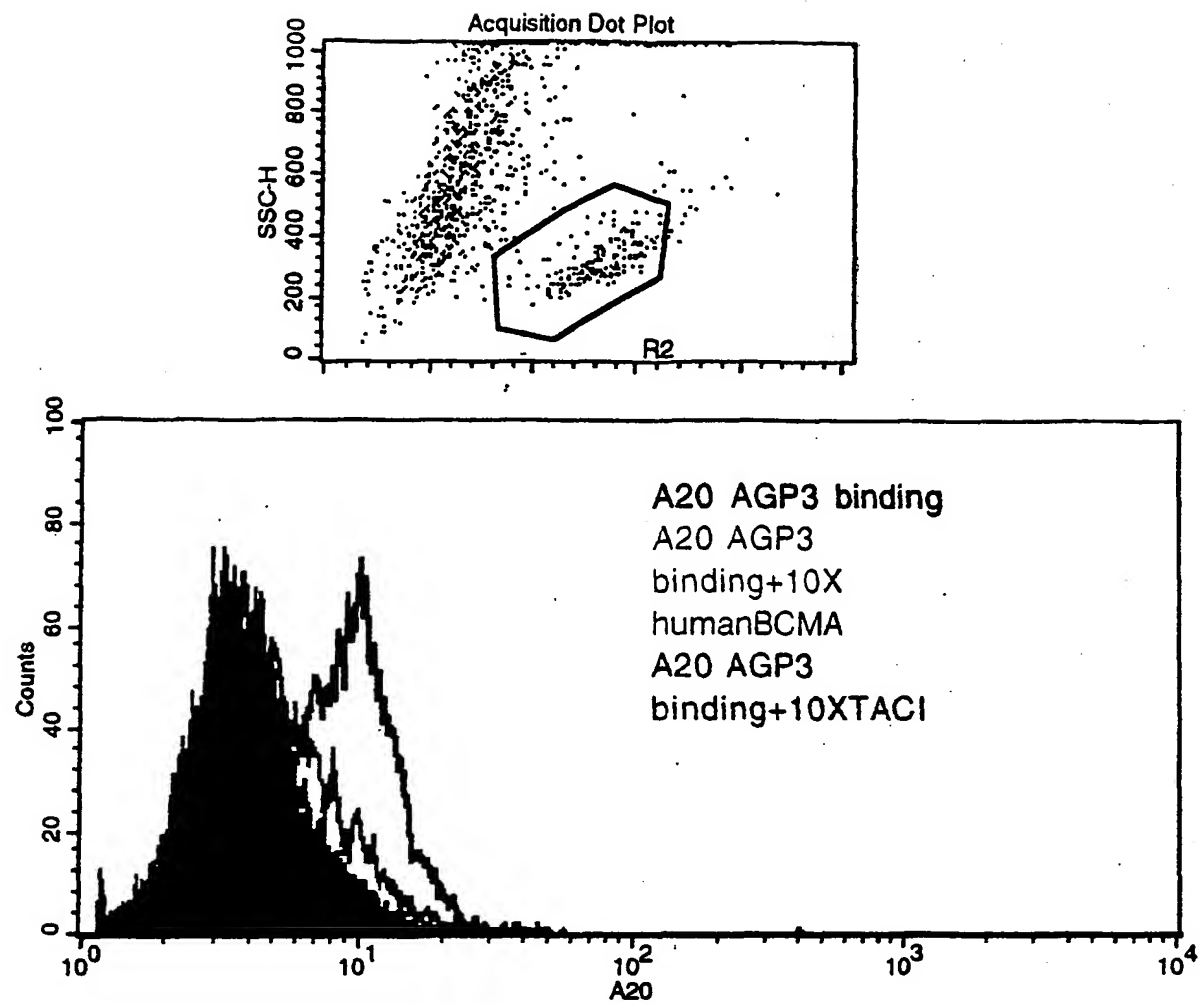 Acquisition Dot Plot
1000
800
600
400
200
0
SSC-H
R2
100
80
60
40
20
0
Counts
A20 AGP3 binding
A20 AGP3
binding+10X
humanBCMA
A20 AGP3
binding+10XTACI
10^0 10^1 10^2 10^3 10^4
A20